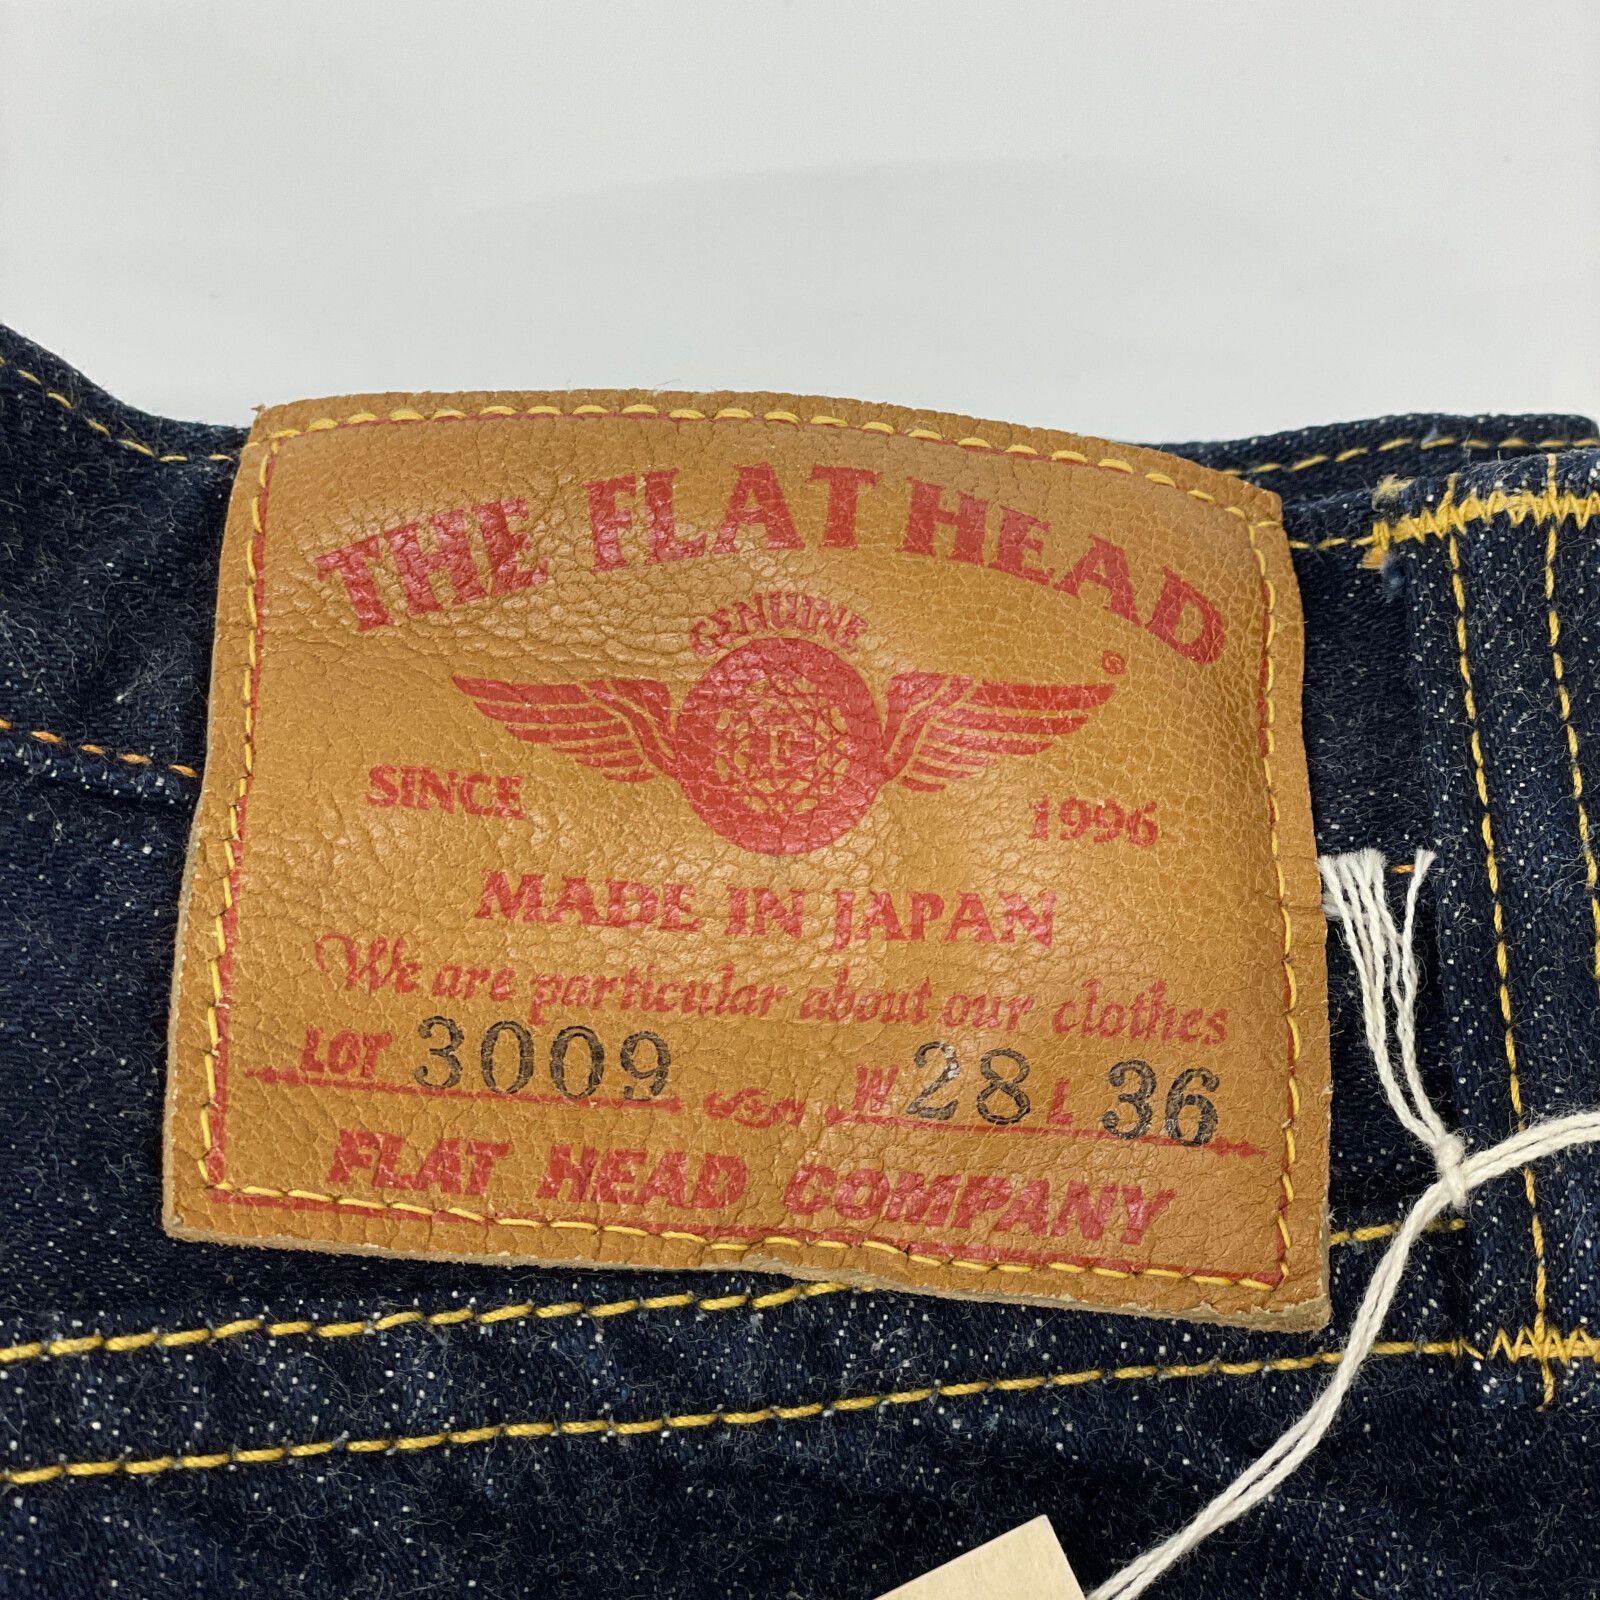 THE FLAT HEAD
GENUINE
®
F
SINCE 1996
MADE IN JAPAN
We are particular about our clothes
LOT 3009 W 28 L 36
FLAT HEAD COMPANY